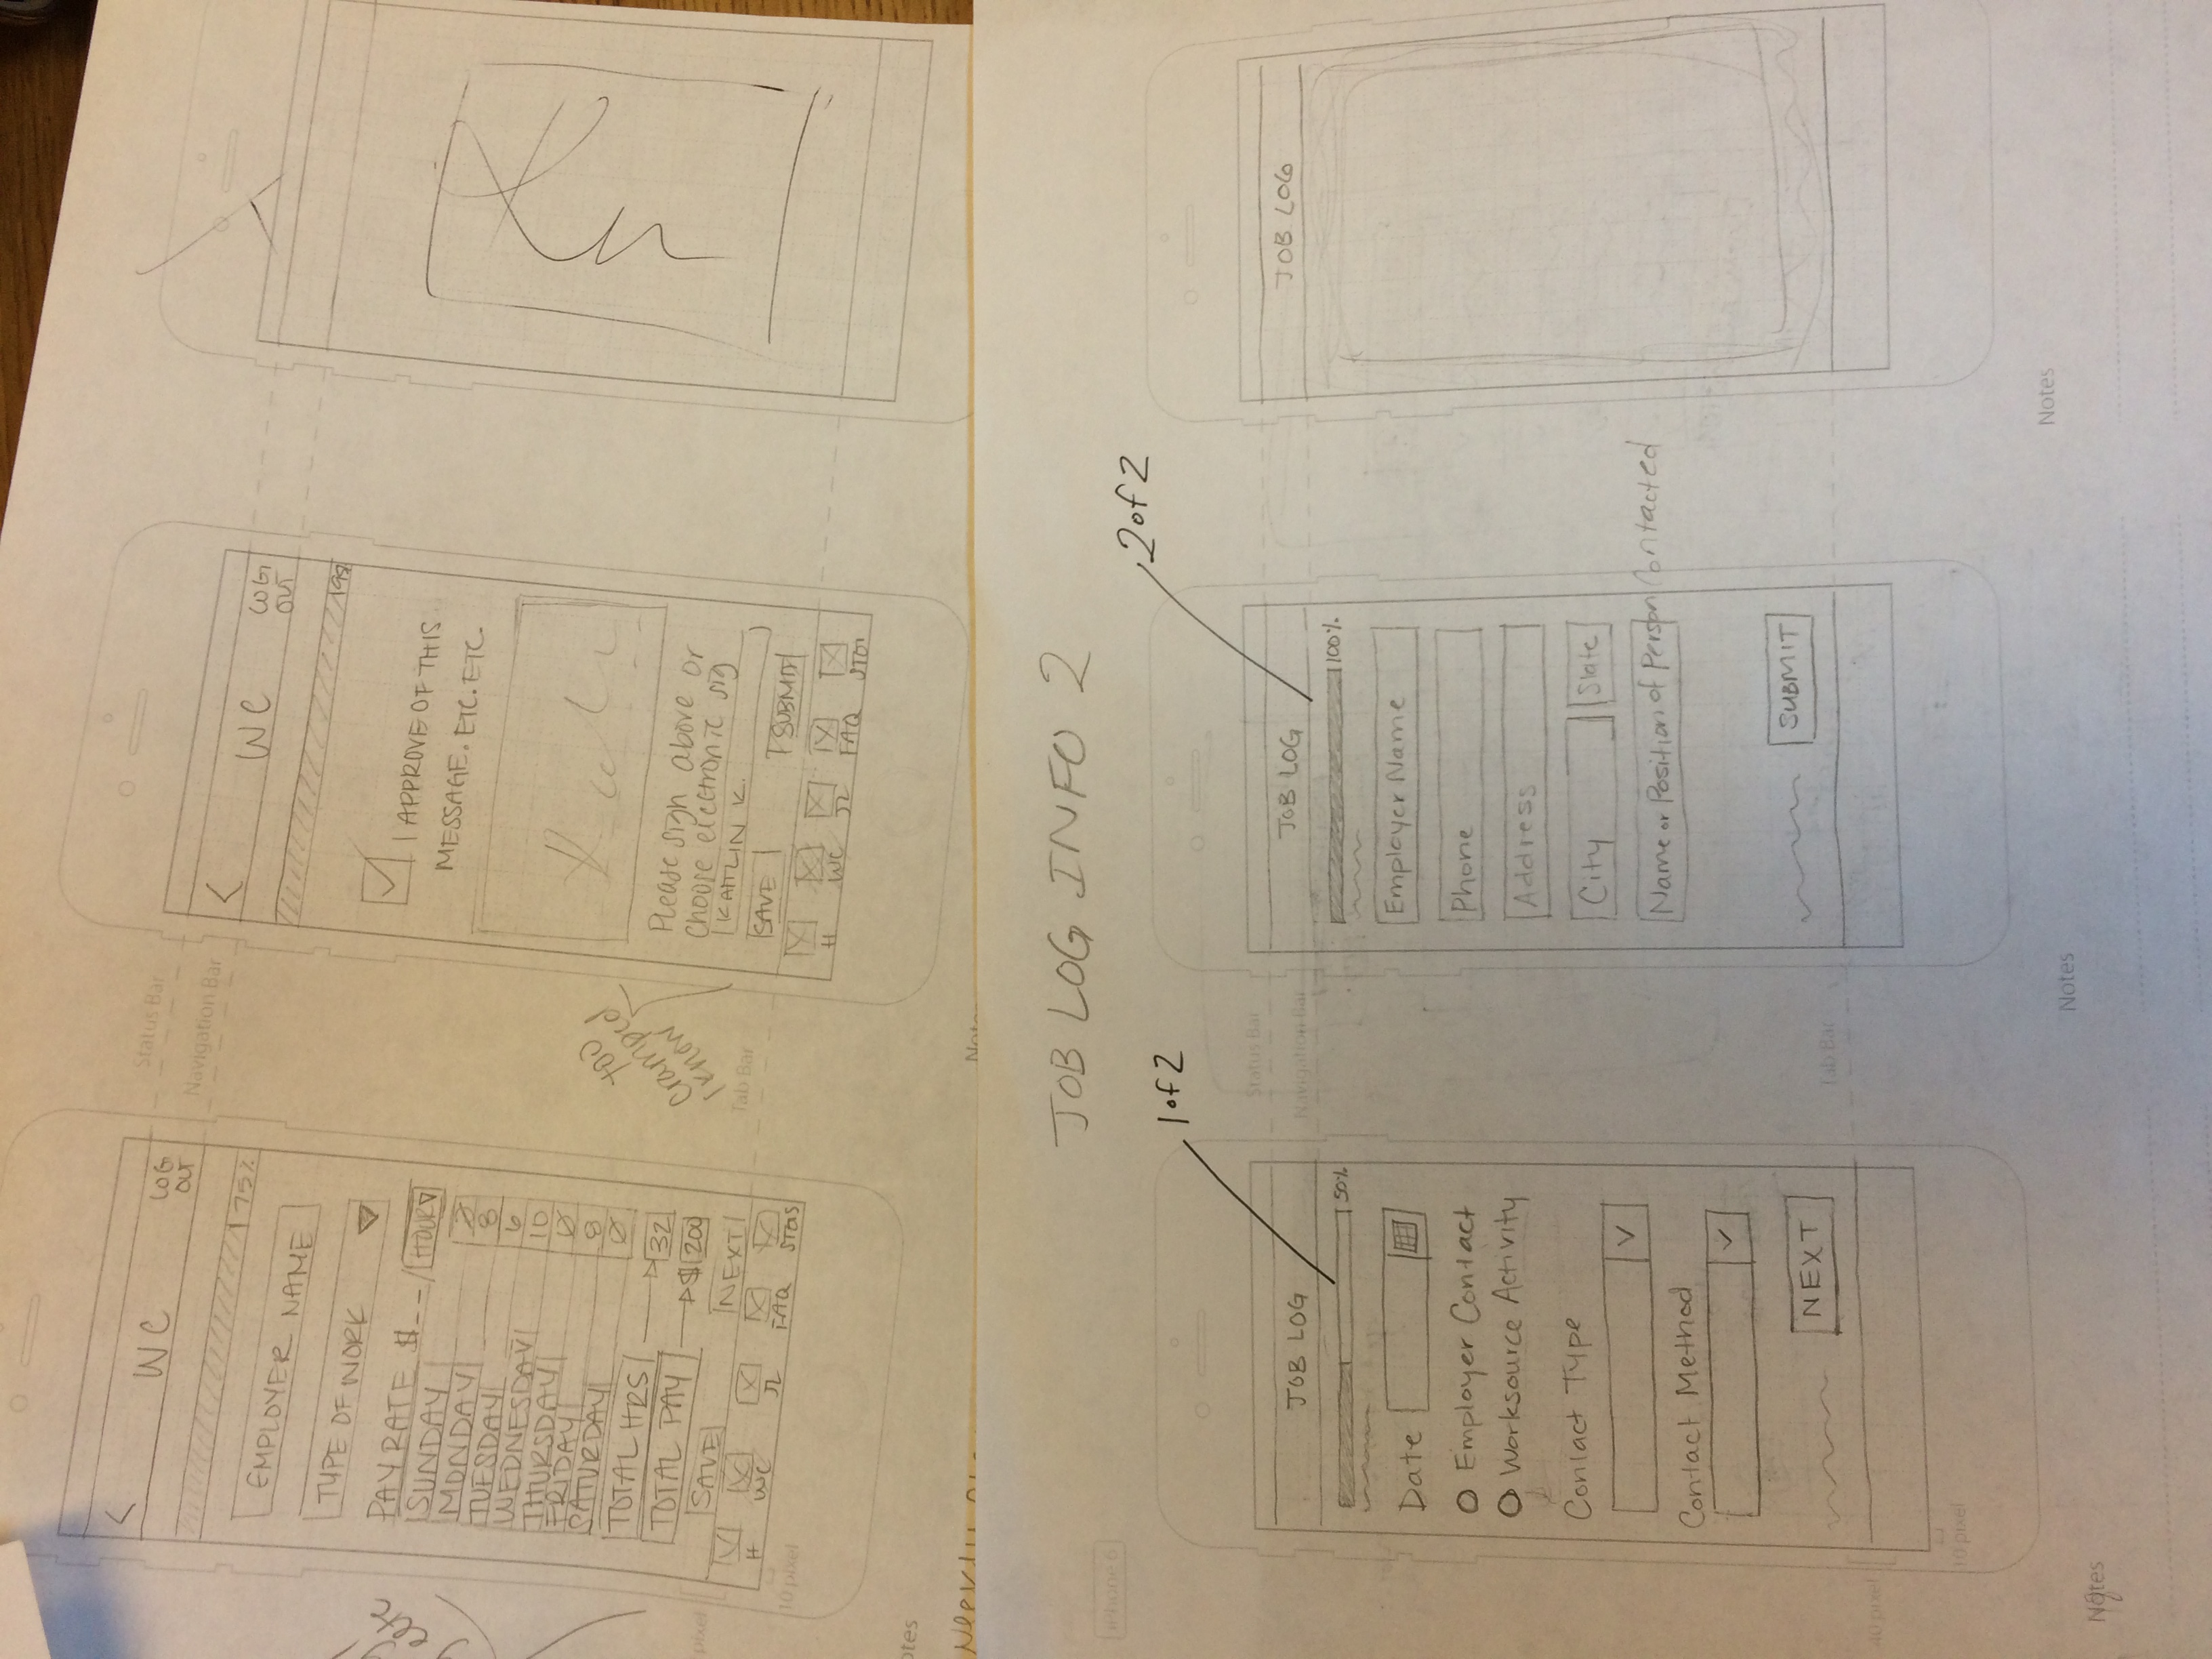 <
WC
LOG
OUT
75%
EMPLOYER NAME
TYPE OF WORK
PAY RATE $ _ _ / HOUR
SUNDAY
MONDAY 8
TUESDAY 6
WEDNESDAY 10
THURSDAY Ø
FRIDAY 8
SATURDAY Ø
TOTAL HRS 32
TOTAL PAY $ 200
SAVE NEXT
H WC JL FAQ
10 pixel
Status Bar
Navigation Bar
Tab Bar
too
cramped
I know
<
WC
LOG
OUT
I APPROVE OF THIS
MESSAGE. ETC. ETC.
Please sign above or
choose electronic sig
KAITLIN K.
SAVE SUBMIT
H WC JL FAQ
JOB LOG INFO 2
iPhone 6
1 of 2
2 of 2
Status Bar
Navigation Bar
Tab Bar
JOB LOG
50%
Date
Employer Contact
Worksource Activity
Contact Type
Contact Method
NEXT
40 pixel
10 pixel
Notes
JOB LOG
100%
Employer Name
Phone
Address
City State
Name or Position of Person Contacted
SUBMIT
Notes
JOB LOG
Notes